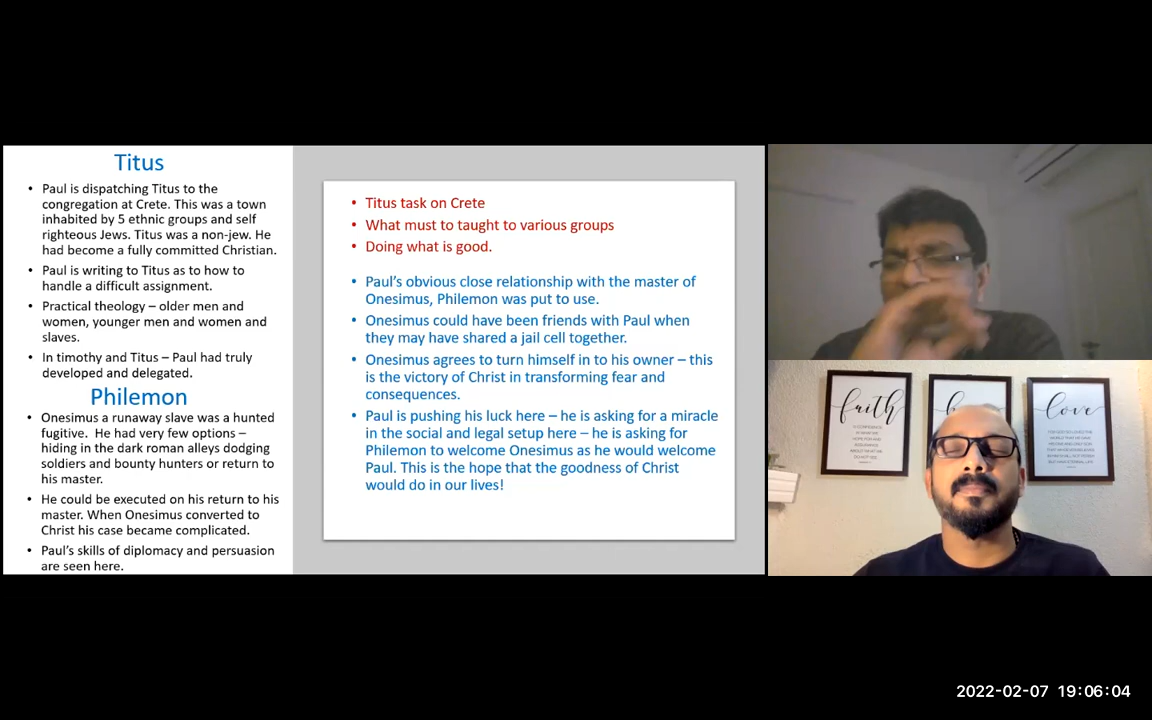 Titus
• Paul is dispatching Titus to the
congregation at Crete. This was a town
inhabited by 5 ethnic groups and self
righteous Jews. Titus was a non-jew. He
had become a fully committed Christian.
• Paul is writing to Titus as to how to
handle a difficult assignment.
• Practical theology – older men and
women, younger men and women and
slaves.
• In timothy and Titus – Paul had truly
developed and delegated.
Philemon
• Onesimus a runaway slave was a hunted
fugitive. He had very few options –
hiding in the dark roman alleys dodging
soldiers and bounty hunters or return to
his master.
• He could be executed on his return to his
master. When Onesimus converted to
Christ his case became complicated.
• Paul's skills of diplomacy and persuasion
are seen here.
• Titus task on Crete
• What must to taught to various groups
• Doing what is good.
• Paul's obvious close relationship with the master of
Onesimus, Philemon was put to use.
• Onesimus could have been friends with Paul when
they may have shared a jail cell together.
• Onesimus agrees to turn himself in to his owner – this
is the victory of Christ in transforming fear and
consequences.
• Paul is pushing his luck here – he is asking for a miracle
in the social and legal setup here – he is asking for
Philemon to welcome Onesimus as he would welcome
Paul. This is the hope that the goodness of Christ
would do in our lives!
faith
love
2022-02-07 19:06:04